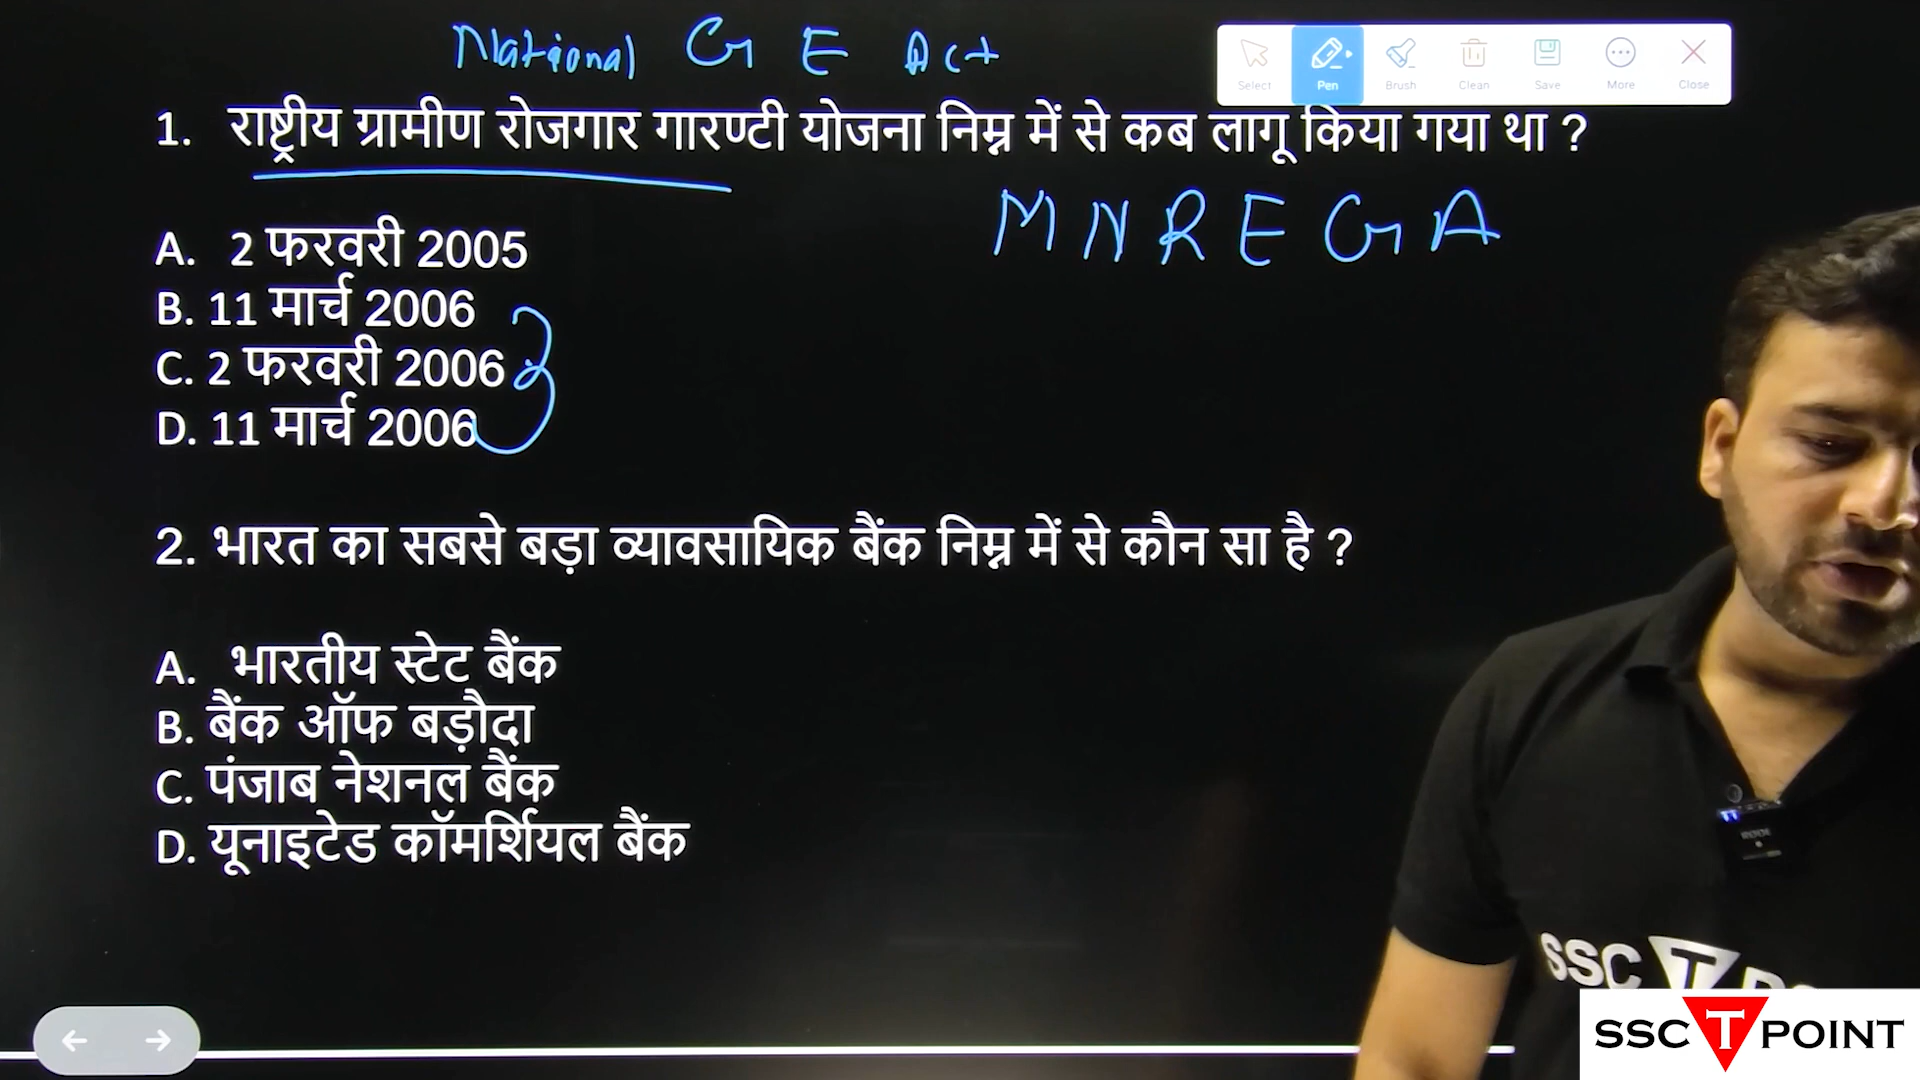 National G E Act
Select Pen Brush Clean Save More Close
1. राष्ट्रीय ग्रामीण रोजगार गारण्टी योजना निम्न में से कब लागू किया गया था ?
MNREGA
A. 2 फरवरी 2005
B. 11 मार्च 2006
C. 2 फरवरी 2006
D. 11 मार्च 2006
2. भारत का सबसे बड़ा व्यावसायिक बैंक निम्न में से कौन सा है ?
A. भारतीय स्टेट बैंक
B. बैंक ऑफ बड़ौदा
C. पंजाब नेशनल बैंक
D. यूनाइटेड कॉमर्शियल बैंक
SSC T
SSC T POINT